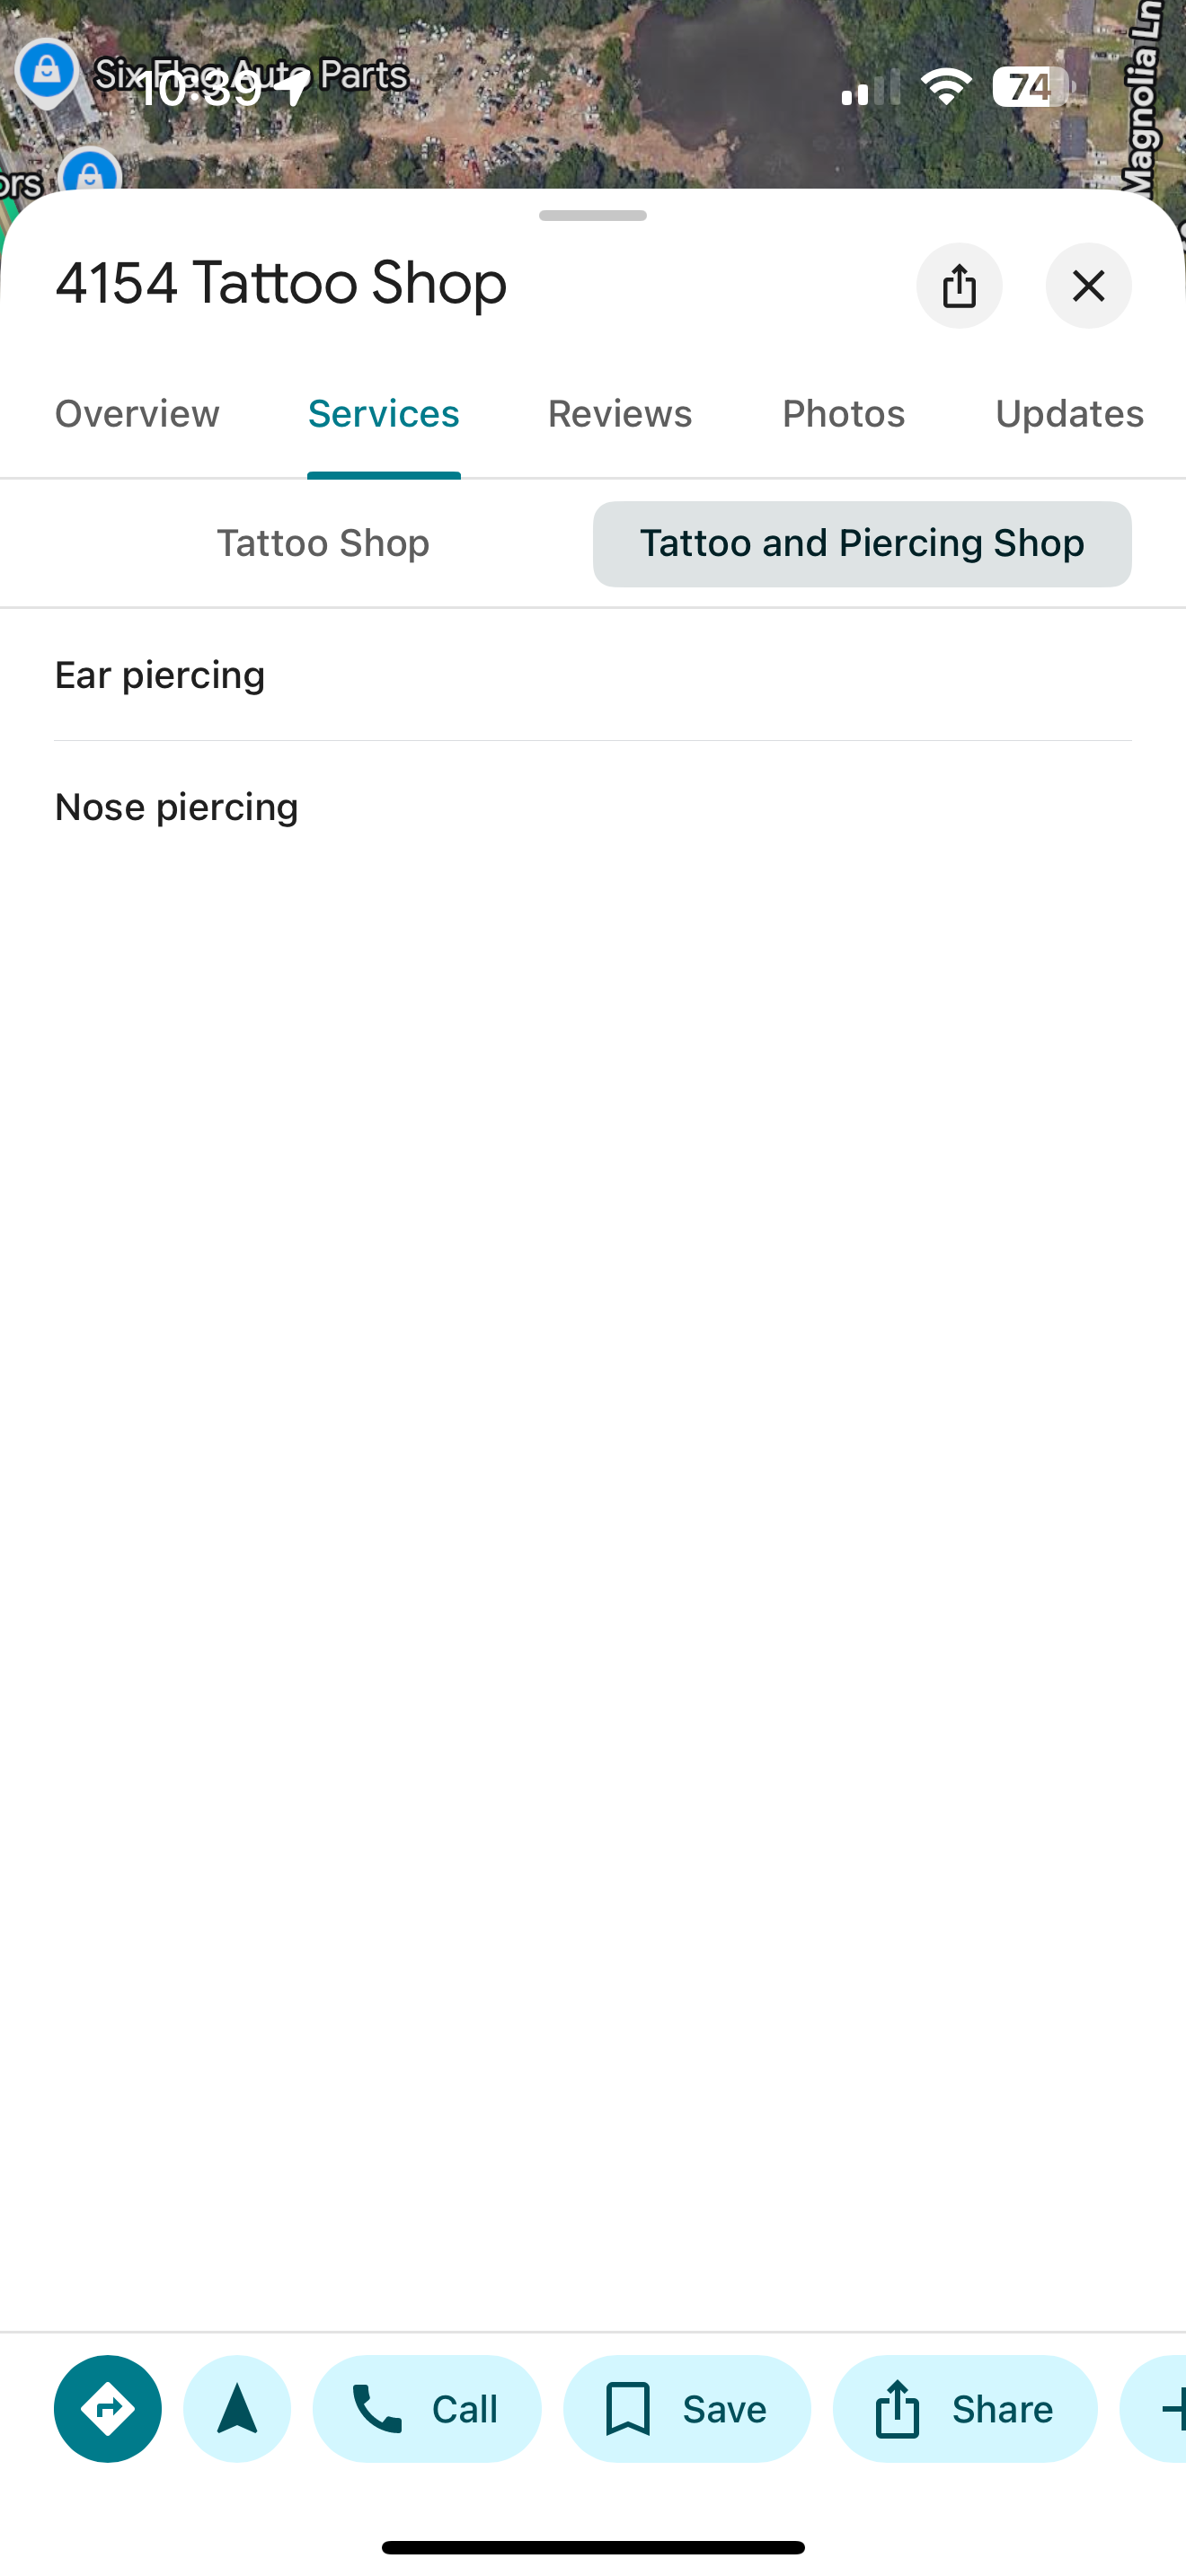 Six Flag Auto Parts
10:39
74
Magnolia Ln
ors
4154 Tattoo Shop
Overview Services Reviews Photos Updates
Tattoo Shop Tattoo and Piercing Shop
Ear piercing
Nose piercing
Call Save Share